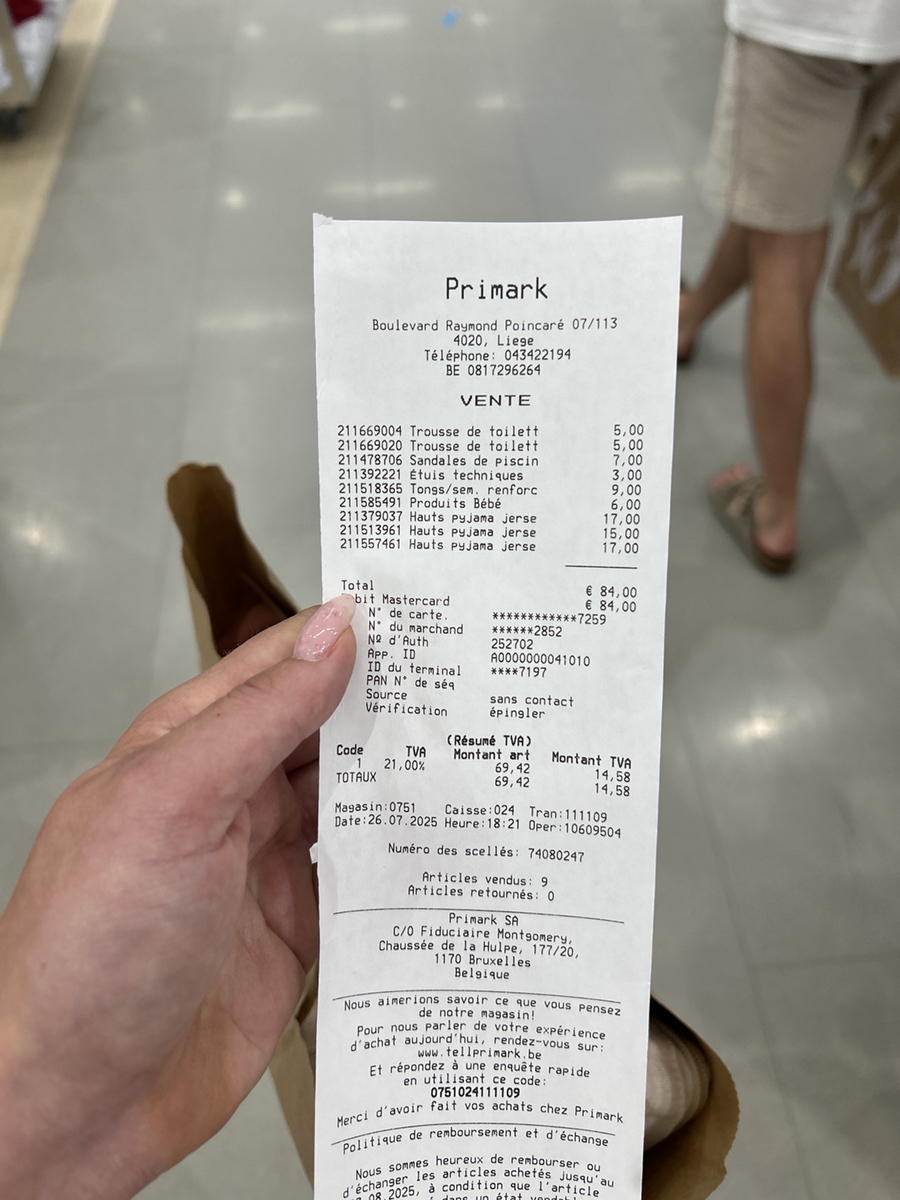 Primark
Boulevard Raymond Poincaré 07/113
4020, Liege
Téléphone: 043422194
BE 0817296264
VENTE
211669004 Trousse de toilett 5,00
211669020 Trousse de toilett 5,00
211478706 Sandales de piscin 7,00
211392221 Étuis techniques 3,00
211518365 Tongs/sem. renforc 9,00
211585491 Produits Bébé 6,00
211379037 Hauts pyjama jerse 17,00
211513961 Hauts pyjama jerse 15,00
211557461 Hauts pyjama jerse 17,00
Total € 84,00
bit Mastercard € 84,00
N° de carte. ************7259
N° du marchand ******2852
Nº d'Auth 252702
App. ID A0000000041010
ID du terminal ****7197
PAN N° de séq
Source sans contact
Vérification épingler
(Résumé TVA)
Code TVA Montant art Montant TVA
1 21,00% 69,42 14,58
TOTAUX 69,42 14,58
Magasin:0751 Caisse:024 Tran:111109
Date:26.07.2025 Heure:18:21 Oper:10609504
Numéro des scellés: 74080247
Articles vendus: 9
Articles retournés: 0
Primark SA
C/O Fiduciaire Montgomery,
Chaussée de la Hulpe, 177/20,
1170 Bruxelles
Belgique
Nous aimerions savoir ce que vous pensez
de notre magasin!
Pour nous parler de votre expérience
d'achat aujourd'hui, rendez-vous sur:
www.tellprimark.be
Et répondez à une enquête rapide
en utilisant ce code:
0751024111109
Merci d'avoir fait vos achats chez Primark
Politique de remboursement et d'échange
Nous sommes heureux de rembourser ou
d'échanger les articles achetés jusqu'au
.08.2025, à condition que l'article
dans un état